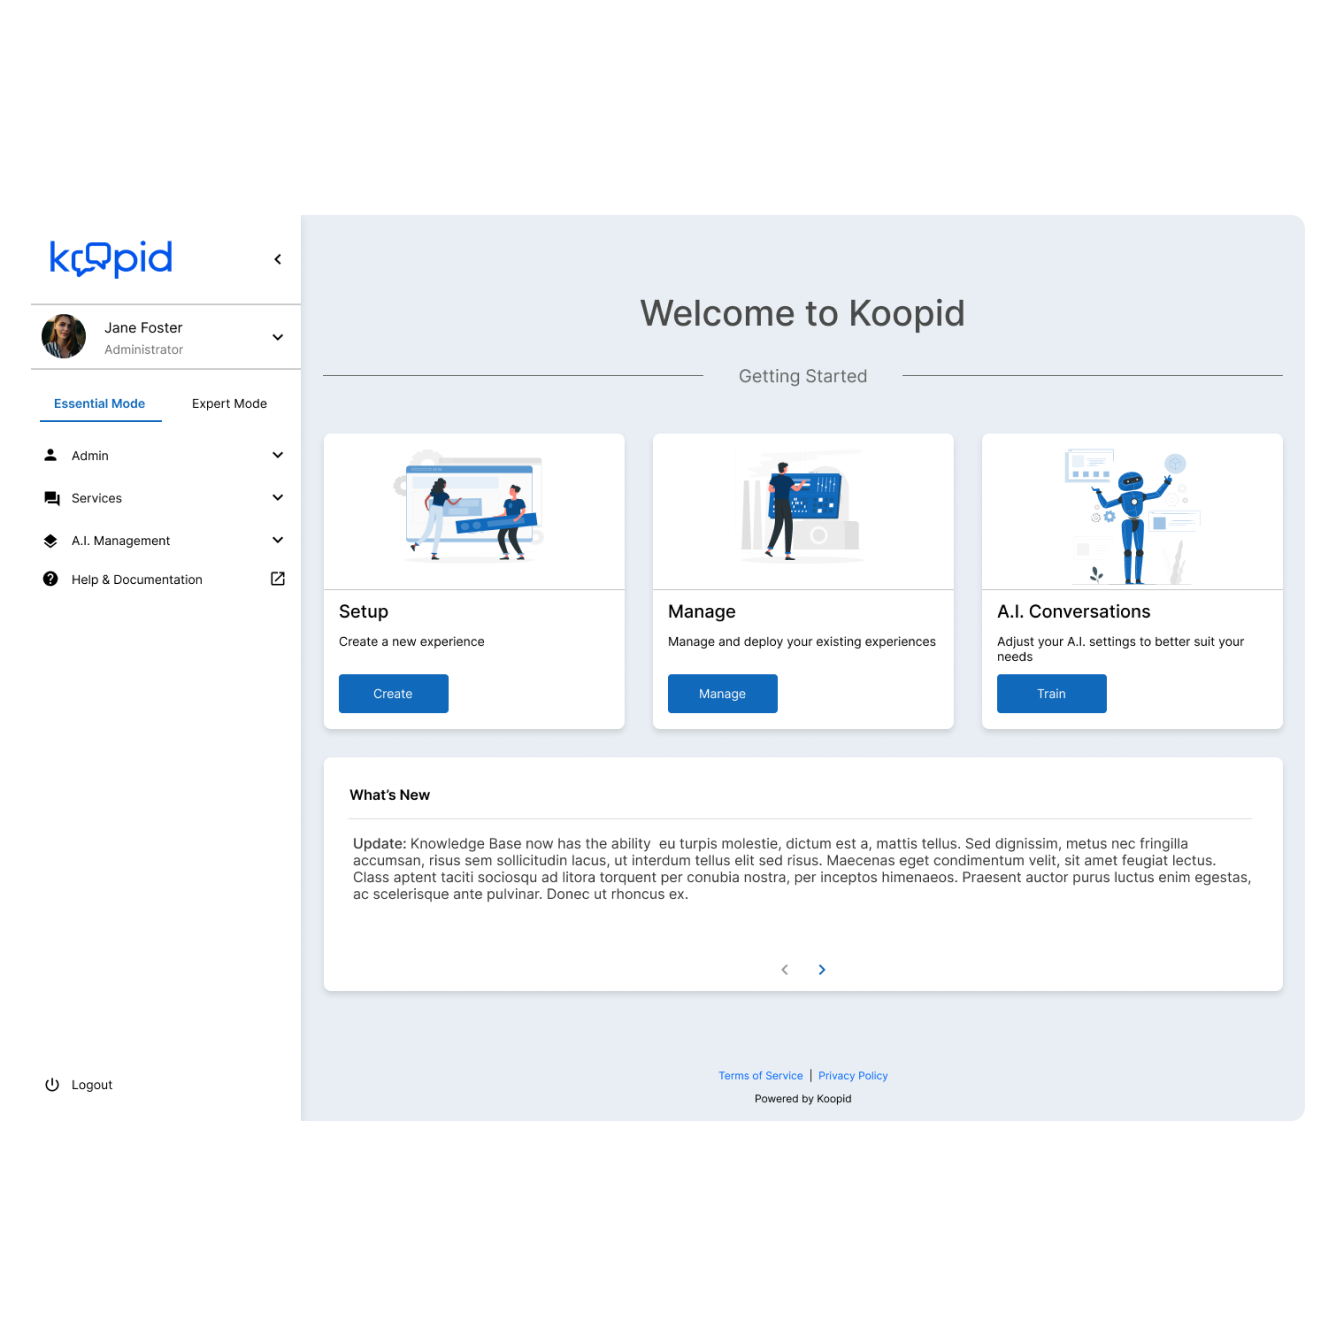 koopid
Jane Foster
Administrator
Essential Mode
Expert Mode
Admin
Services
A.I. Management
Help & Documentation
Logout
Welcome to Koopid
Getting Started
Setup
Create a new experience
Create
Manage
Manage and deploy your existing experiences
Manage
A.I. Conversations
Adjust your A.I. settings to better suit your
needs
Train
What's New
Update: Knowledge Base now has the ability  eu turpis molestie, dictum est a, mattis tellus. Sed dignissim, metus nec fringilla
accumsan, risus sem sollicitudin lacus, ut interdum tellus elit sed risus. Maecenas eget condimentum velit, sit amet feugiat lectus.
Class aptent taciti sociosqu ad litora torquent per conubia nostra, per inceptos himenaeos. Praesent auctor purus luctus enim egestas,
ac scelerisque ante pulvinar. Donec ut rhoncus ex.
Terms of Service | Privacy Policy
Powered by Koopid